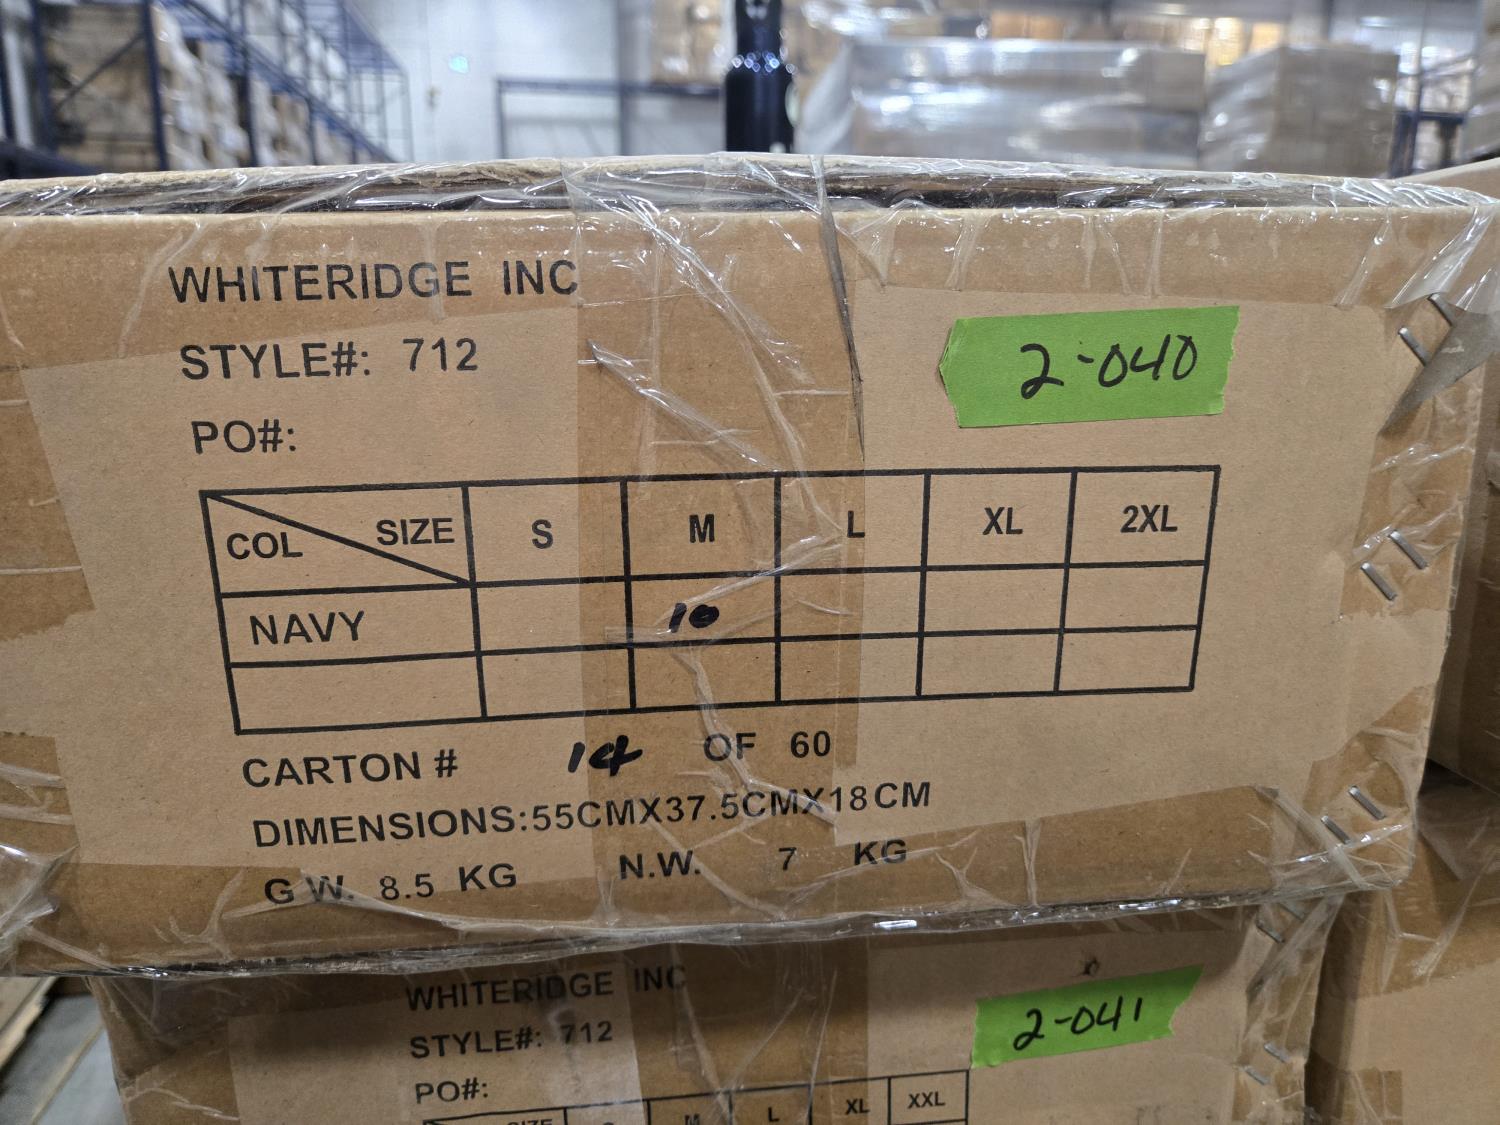 WHITERIDGE INC
STYLE#: 712
PO#:
2-040
COL SIZE S M L XL 2XL
NAVY 10
CARTON # 14 OF 60
DIMENSIONS:55CMX37.5CMX18CM
G W. 8.5 KG N.W. 7 KG
WHITERIDGE INC
STYLE#: 712
PO#:
2-041
SIZE M L XL XXL